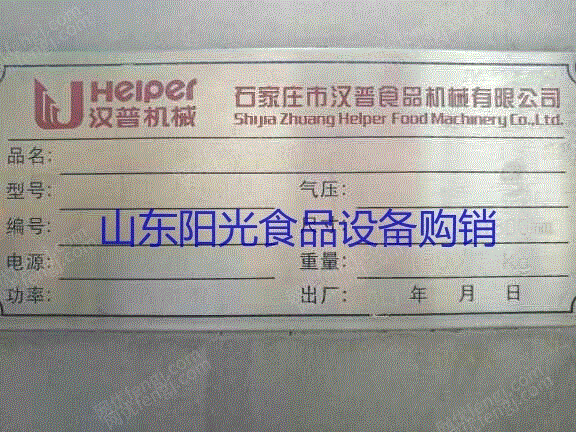 Helper
汉普机械
石家庄市汉普食品机械有限公司
Shijia Zhuang Helper Food Machinery Co.,Ltd.
品名:
型号:
气压:
编号:
山东阳光食品设备购销
mm
电源:
重量:
kg
功率:
出厂: 年 月 日